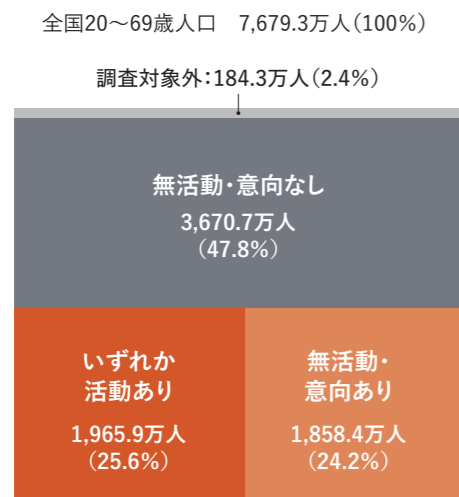 全国20〜69歳人口　7,679.3万人(100%)
調査対象外：184.3万人(2.4%)
無活動・意向なし
3,670.7万人
(47.8%)
いずれか
活動あり
1,965.9万人
(25.6%)
無活動・
意向あり
1,858.4万人
(24.2%)